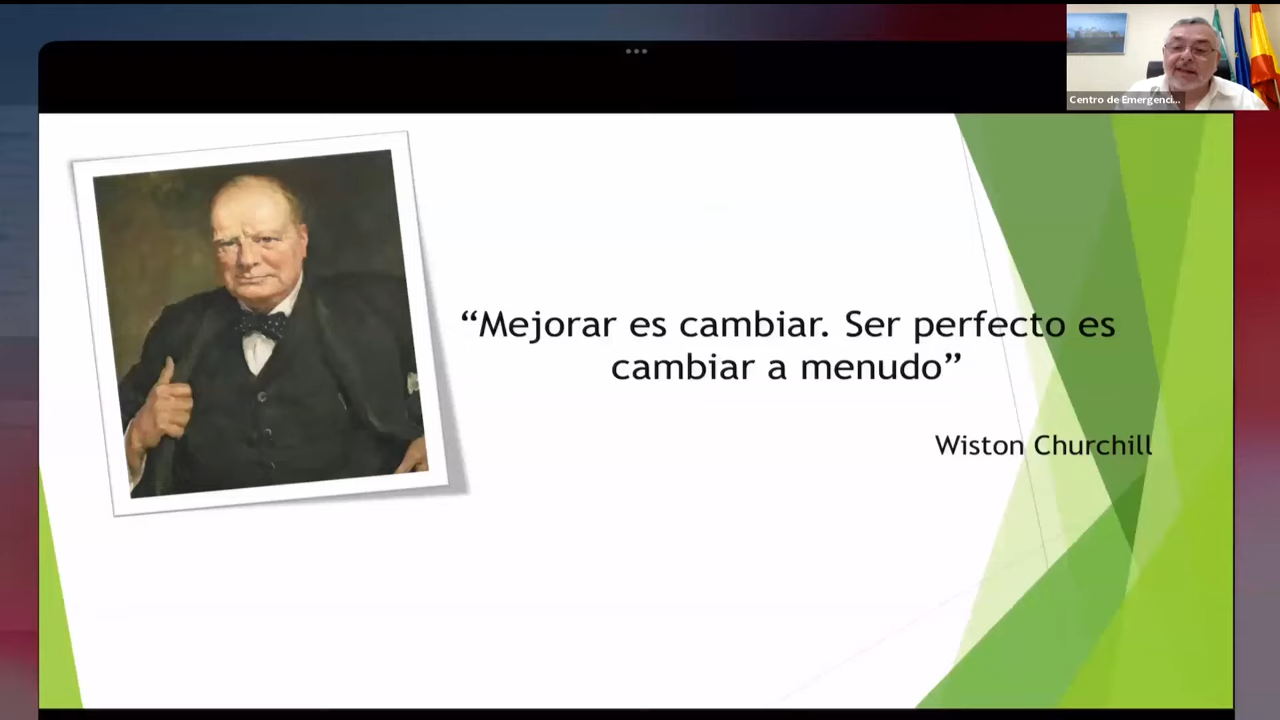 Centro de Emergenci...
“Mejorar es cambiar. Ser perfecto es
cambiar a menudo”
Wiston Churchill